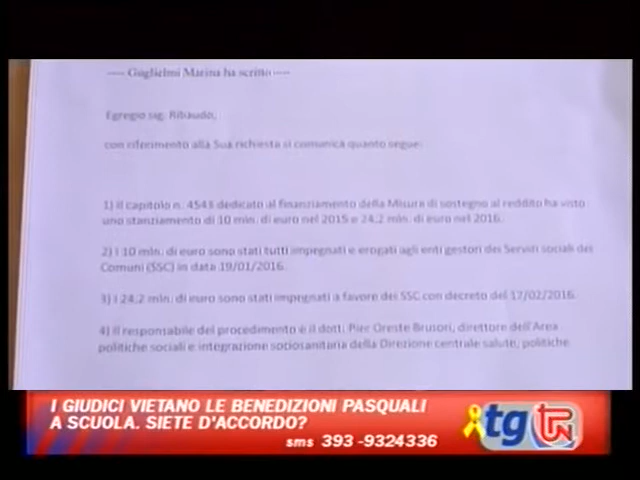 ---- Guglielmi Marina ha scritto ----
Egregio sig. Ribaudo,
con riferimento alla Sua richiesta si comunica quanto segue:
1) il capitolo n. 4543 dedicato al finanziamento della Misura di sostegno al reddito ha visto
uno stanziamento di 10 mln. di euro nel 2015 e 24,2 mln. di euro nel 2016.
2) i 10 mln. di euro sono stati tutti impegnati e erogati agli enti gestori dei Servizi sociali dei
Comuni (SSC) in data 19/01/2016.
3) i 24,2 mln. di euro sono stati impegnati a favore dei SSC con decreto del 17/02/2016.
4) il responsabile del procedimento è il dott. Pier Oreste Brusori, direttore dell'Area
politiche sociali e integrazione sociosanitaria della Direzione centrale salute, politiche
I GIUDICI VIETANO LE BENEDIZIONI PASQUALI
A SCUOLA. SIETE D'ACCORDO?
sms 393 -9324336
tg TPN